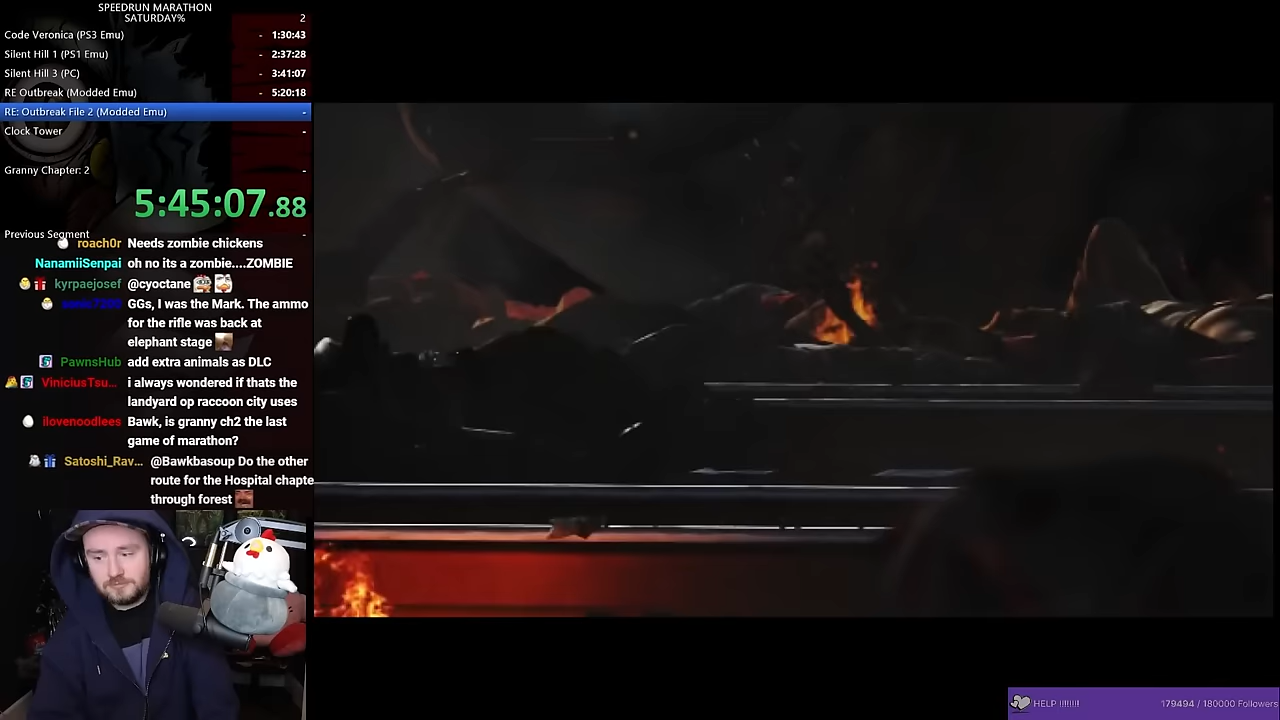 SPEEDRUN MARATHON
SATURDAY%
2
Code Veronica (PS3 Emu) - 1:30:43
Silent Hill 1 (PS1 Emu) - 2:37:28
Silent Hill 3 (PC) - 3:41:07
RE Outbreak (Modded Emu) - 5:20:18
RE: Outbreak File 2 (Modded Emu) -
Clock Tower -
Granny Chapter: 2 -
5:45:07.88
Previous Segment -
roach0r Needs zombie chickens
NanamiiSenpai oh no its a zombie....ZOMBIE
kyrpaejosef @cyoctane
GGs, I was the Mark. The ammo
for the rifle was back at
elephant stage
PawnsHub add extra animals as DLC
ViniciusTsu... i always wondered if thats the
landyard op raccoon city uses
ilovenoodlees Bawk, is granny ch2 the last
game of marathon?
Satoshi_Rav... @Bawkbasoup Do the other
route for the Hospital chapte
through forest
HELP !!!!!!! 179494 / 180000 Followers